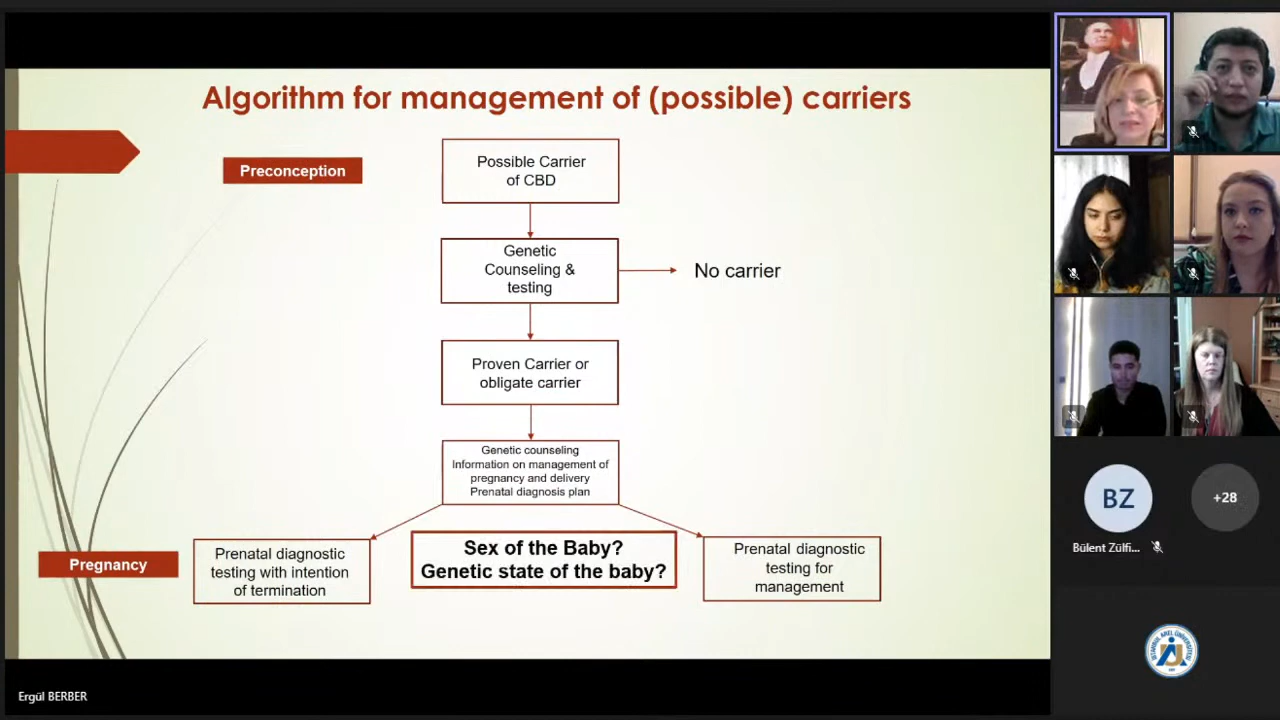 Algorithm for management of (possible) carriers
Preconception
Possible Carrier
of CBD
Genetic
Counseling &
testing
No carrier
Proven Carrier or
obligate carrier
Genetic counseling
Information on management of
pregnancy and delivery
Prenatal diagnosis plan
Pregnancy
Prenatal diagnostic
testing with intention
of termination
Sex of the Baby?
Genetic state of the baby?
Prenatal diagnostic
testing for
management
Ergül BERBER
BZ
+28
Bülent Zülfi...